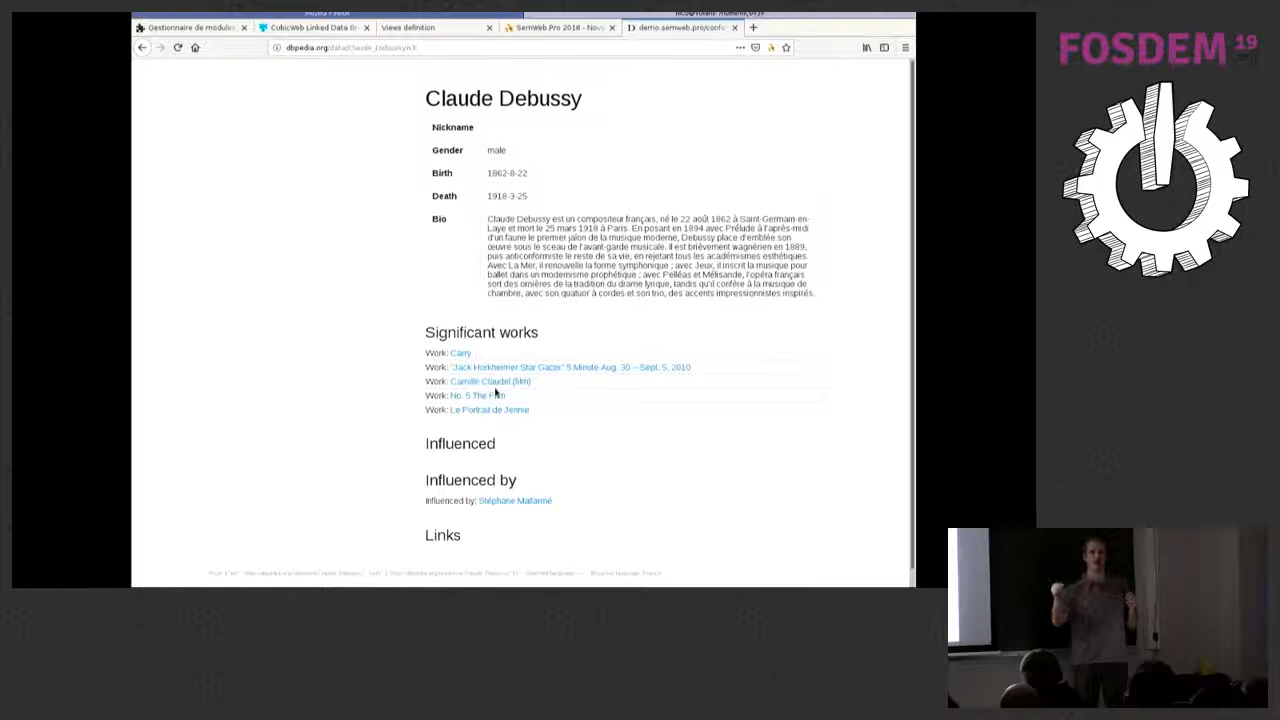 FOSDEM 19
Gestionnaire de modules
CubicWeb Linked Data Br
Views definition
SemWeb.Pro 2018 - Nov
demo.semweb.pro/confe
dbpedia.org/data/Claude_Debussy.n3
Claude Debussy
Nickname
Gender male
Birth 1862-8-22
Death 1918-3-25
Bio Claude Debussy est un compositeur français, né le 22 août 1862 à Saint-Germain-en-
Laye et mort le 25 mars 1918 à Paris. En posant en 1894 avec Prélude à l'après-midi
d'un faune le premier jalon de la musique moderne, Debussy place d'emblée son
œuvre sous le sceau de l'avant-garde musicale. Il est brièvement wagnérien en 1889,
puis anticonformiste le reste de sa vie, en rejetant tous les académismes esthétiques.
Avec La Mer, il renouvelle la forme symphonique ; avec Jeux, il inscrit la musique pour
ballet dans un modernisme prophétique ; avec Pelléas et Mélisande, l'opéra français
sort des ornières de la tradition du drame lyrique, tandis qu'il confère à la musique de
chambre, avec son quatuor à cordes et son trio, des accents impressionnistes inspirés.
Significant works
Work: Carry
Work: "Jack Horkheimer Star Gazer" 5 Minute Aug. 30 – Sept. 5, 2010
Work: Camille Claudel (film)
Work: No. 5 The Film
Work: Le Portrait de Jennie
Influenced
Influenced by
Influenced by: Stéphane Mallarmé
Links